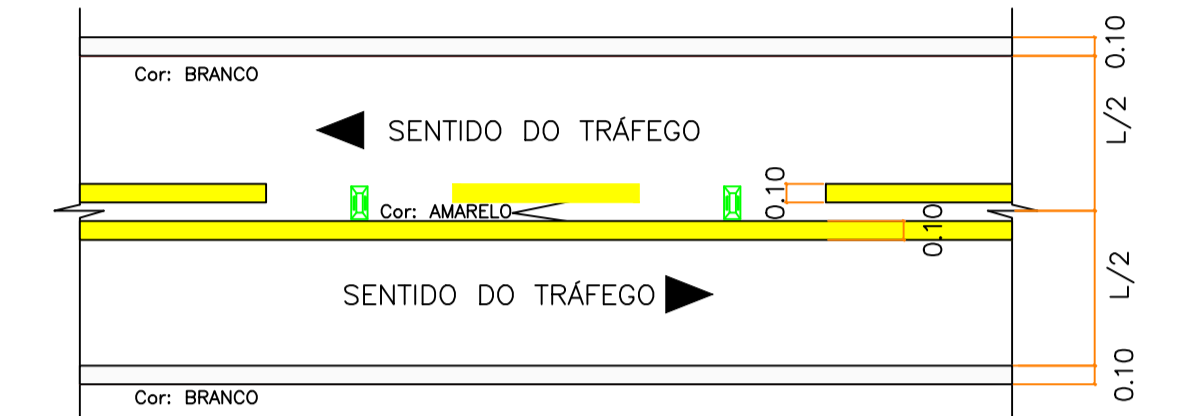 0.10
Cor: BRANCO
L/2
SENTIDO DO TRÁFEGO
0.10
Cor: AMARELO
0.10
L/2
SENTIDO DO TRÁFEGO
0.10
Cor: BRANCO